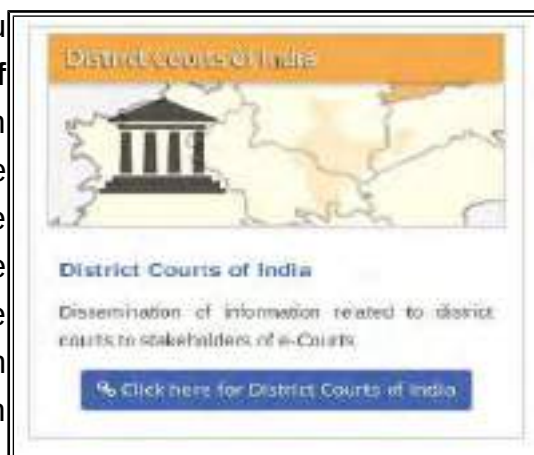 u
f
n
e
e
e
e
n
n
District courts of India
District Courts of India
Dissemination of information related to district
courts to stakeholders of e-Courts
Click here for District Courts of India